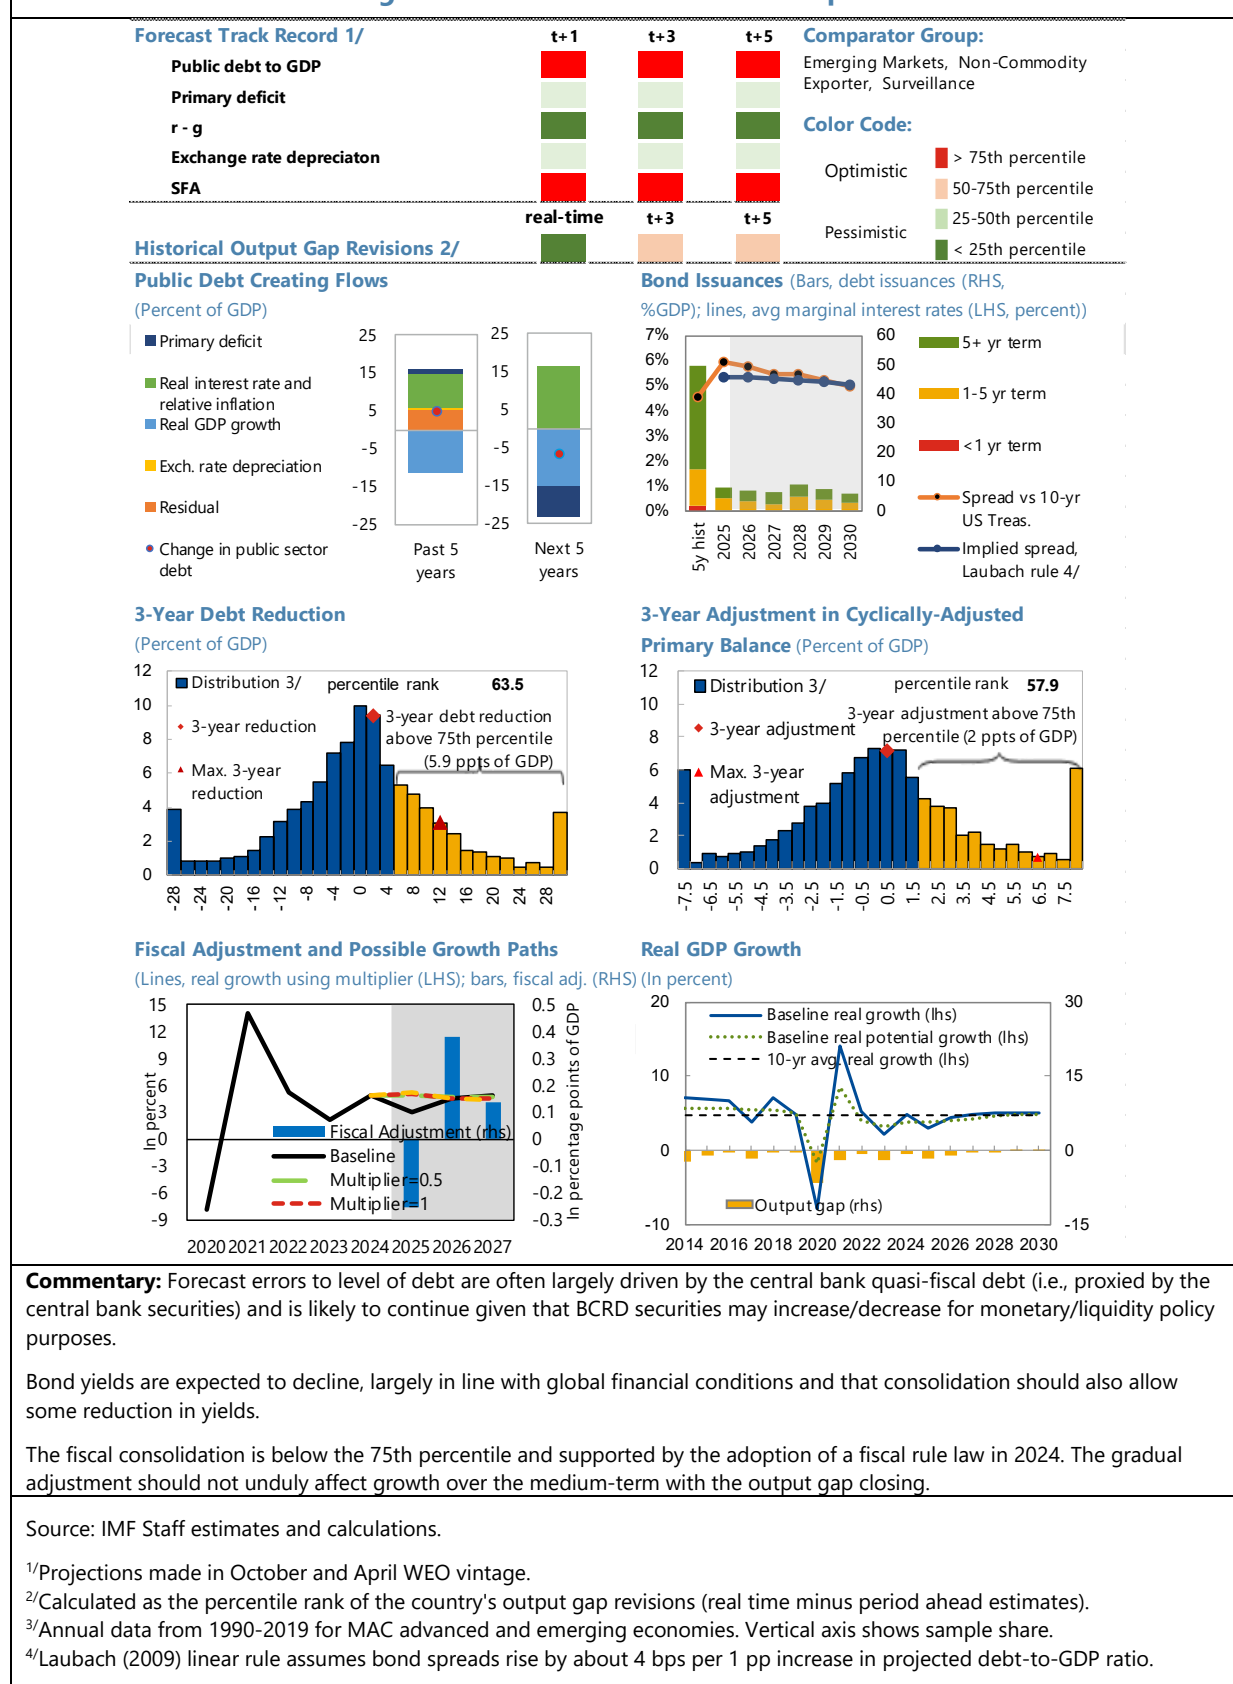 Forecast Track Record 1/ t+1 t+3 t+5 Comparator Group:
Public debt to GDP
Emerging Markets, Non-Commodity
Exporter, Surveillance
Primary deficit
r - g
Color Code:
Exchange rate depreciaton
Optimistic
> 75th percentile
SFA
50-75th percentile
real-time t+3 t+5
25-50th percentile
Pessimistic
Historical Output Gap Revisions 2/
< 25th percentile
Public Debt Creating Flows
(Percent of GDP)
Primary deficit
Real interest rate and
relative inflation
Real GDP growth
Exch. rate depreciation
Residual
Change in public sector
debt
25
15
5
-5
-15
-25
Past 5
years
25
15
5
-5
-15
-25
Next 5
years
Bond Issuances (Bars, debt issuances (RHS,
%GDP); lines, avg marginal interest rates (LHS, percent))
7%
6%
5%
4%
3%
2%
1%
0%
60
50
40
30
20
10
0
5y hist 2025 2026 2027 2028 2029 2030
5+ yr term
1-5 yr term
<1 yr term
Spread vs 10-yr
US Treas.
Implied spread,
Laubach rule 4/
3-Year Debt Reduction
(Percent of GDP)
12
10
8
6
4
2
0
Distribution 3/ percentile rank 63.5
3-year reduction
Max. 3-year
reduction
3-year debt reduction
above 75th percentile
(5.9 ppts of GDP)
-28 -24 -20 -16 -12 -8 -4 0 4 8 12 16 20 24 28
3-Year Adjustment in Cyclically-Adjusted
Primary Balance (Percent of GDP)
12
10
8
6
4
2
0
Distribution 3/ percentile rank 57.9
3-year adjustment
Max. 3-year
adjustment
3-year adjustment above 75th
percentile (2 ppts of GDP)
-7.5 -6.5 -5.5 -4.5 -3.5 -2.5 -1.5 -0.5 0.5 1.5 2.5 3.5 4.5 5.5 6.5 7.5
Fiscal Adjustment and Possible Growth Paths
(Lines, real growth using multiplier (LHS); bars, fiscal adj. (RHS)
In percent
15
12
9
6
3
0
-3
-6
-9
Fiscal Adjustment (rhs)
Baseline
Multiplier=0.5
Multiplier=1
0.5
0.4
0.3
0.2
0.1
0
-0.1
-0.2
-0.3
In percentage points of GDP
2020 2021 2022 2023 2024 2025 2026 2027
Real GDP Growth
(In percent)
20
10
0
-10
Baseline real growth (lhs)
Baseline real potential growth (lhs)
10-yr avg. real growth (lhs)
Output gap (rhs)
30
15
0
-15
2014 2016 2018 2020 2022 2024 2026 2028 2030
Commentary: Forecast errors to level of debt are often largely driven by the central bank quasi-fiscal debt (i.e., proxied by the
central bank securities) and is likely to continue given that BCRD securities may increase/decrease for monetary/liquidity policy
purposes.
Bond yields are expected to decline, largely in line with global financial conditions and that consolidation should also allow
some reduction in yields.
The fiscal consolidation is below the 75th percentile and supported by the adoption of a fiscal rule law in 2024. The gradual
adjustment should not unduly affect growth over the medium-term with the output gap closing.
Source: IMF Staff estimates and calculations.
1/Projections made in October and April WEO vintage.
2/Calculated as the percentile rank of the country's output gap revisions (real time minus period ahead estimates).
3/Annual data from 1990-2019 for MAC advanced and emerging economies. Vertical axis shows sample share.
4/Laubach (2009) linear rule assumes bond spreads rise by about 4 bps per 1 pp increase in projected debt-to-GDP ratio.